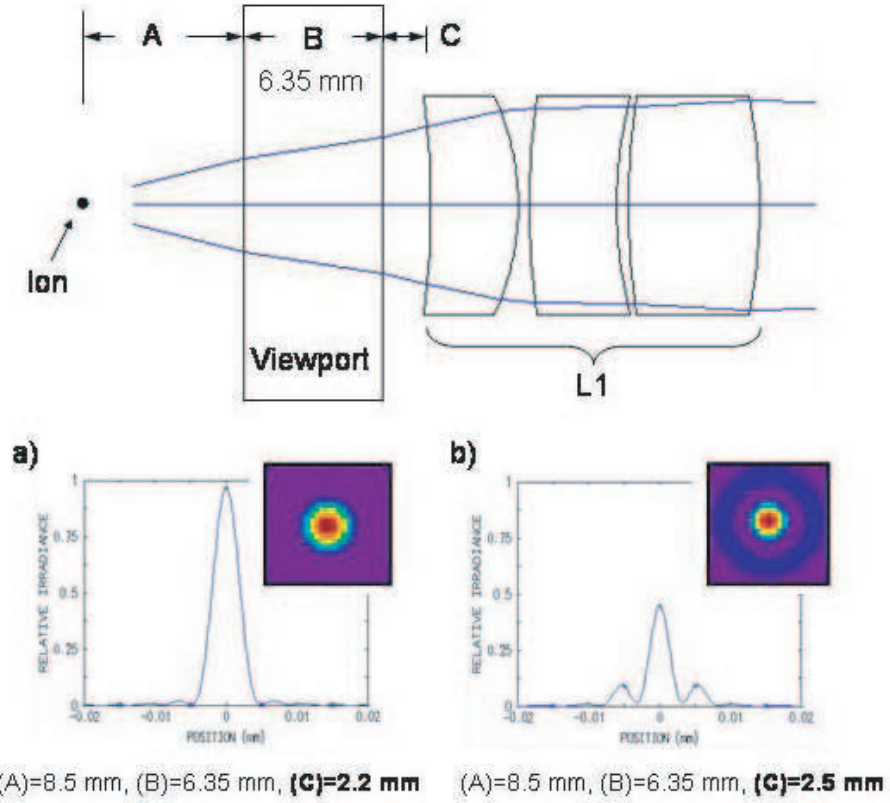 A B C
6.35 mm
Ion
Viewport
L1
a)
RELATIVE IRRADIANCE
1
0.75
0.5
0.25
0
-0.02 -0.01 0 0.01 0.02
POSITION (mm)
b)
RELATIVE IRRADIANCE
1
0.75
0.5
0.25
0
-0.02 -0.01 0 0.01 0.02
POSITION (mm)
(A)=8.5 mm, (B)=6.35 mm, (C)=2.2 mm
(A)=8.5 mm, (B)=6.35 mm, (C)=2.5 mm